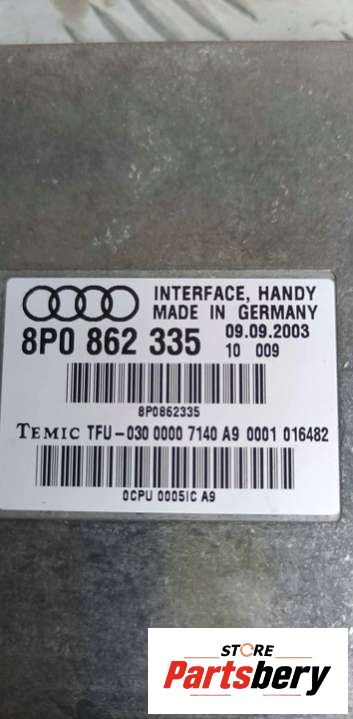 INTERFACE, HANDY
MADE IN GERMANY
8P0 862 335
09.09.2003
10 009
8P0862335
TEMIC TFU-030 0000 7140 A9 0001 016482
0CPU 0005IC A9
STORE
Partsbery